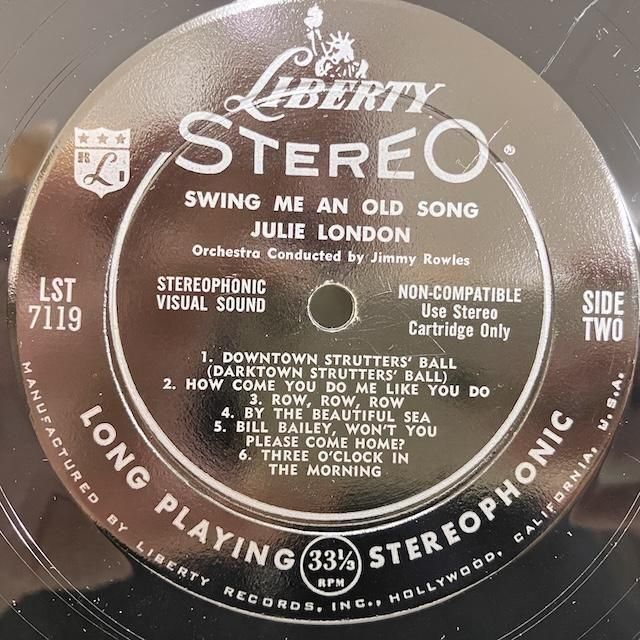 LIBERTY
STEREO®
SWING ME AN OLD SONG
JULIE LONDON
Orchestra Conducted by Jimmy Rowles
LST
7119
STEREOPHONIC
VISUAL SOUND
NON-COMPATIBLE
Use Stereo
Cartridge Only
SIDE
TWO
1. DOWNTOWN STRUTTERS' BALL
(DARKTOWN STRUTTERS' BALL)
2. HOW COME YOU DO ME LIKE YOU DO
3. ROW, ROW, ROW
4. BY THE BEAUTIFUL SEA
5. BILL BAILEY, WON'T YOU
PLEASE COME HOME?
6. THREE O'CLOCK IN
THE MORNING
LONG PLAYING 33⅓ RPM STEREOPHONIC
MANUFACTURED BY LIBERTY RECORDS, INC., HOLLYWOOD, CALIFORNIA, U.S.A.